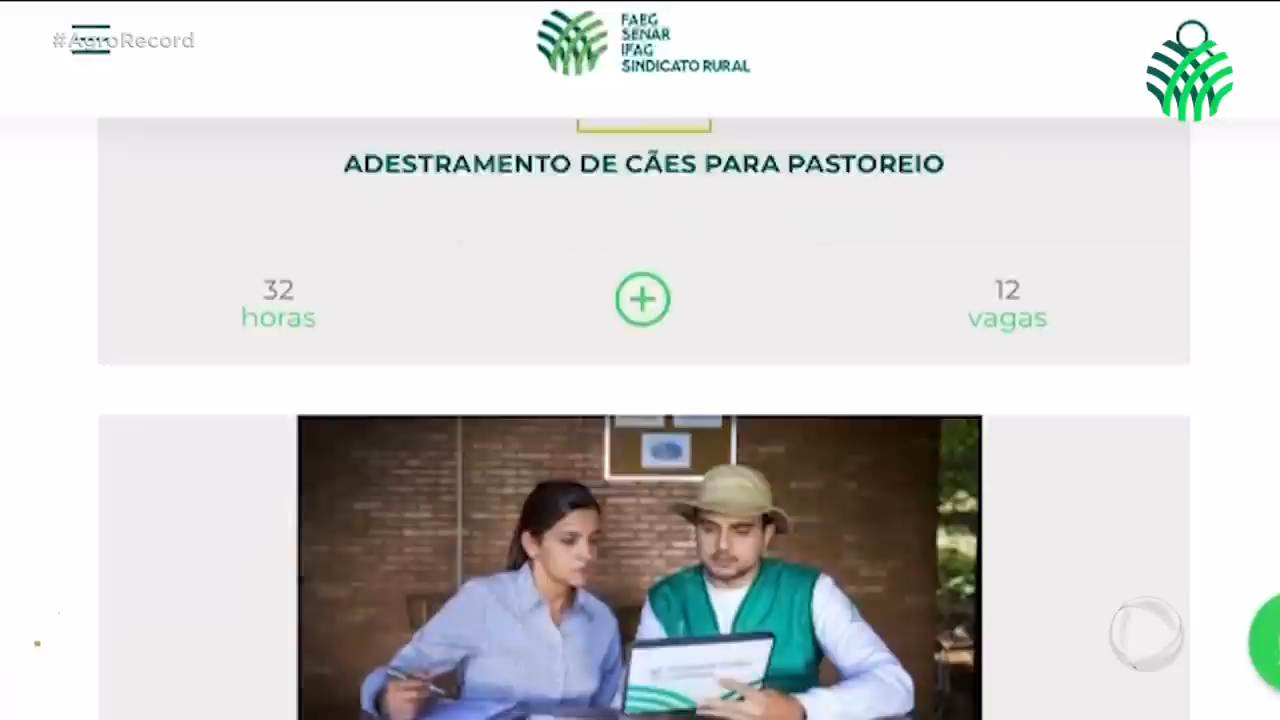 #AgroRecord
FAEG
SENAR
IFAG
SINDICATO RURAL
ADESTRAMENTO DE CÃES PARA PASTOREIO
32
horas
12
vagas